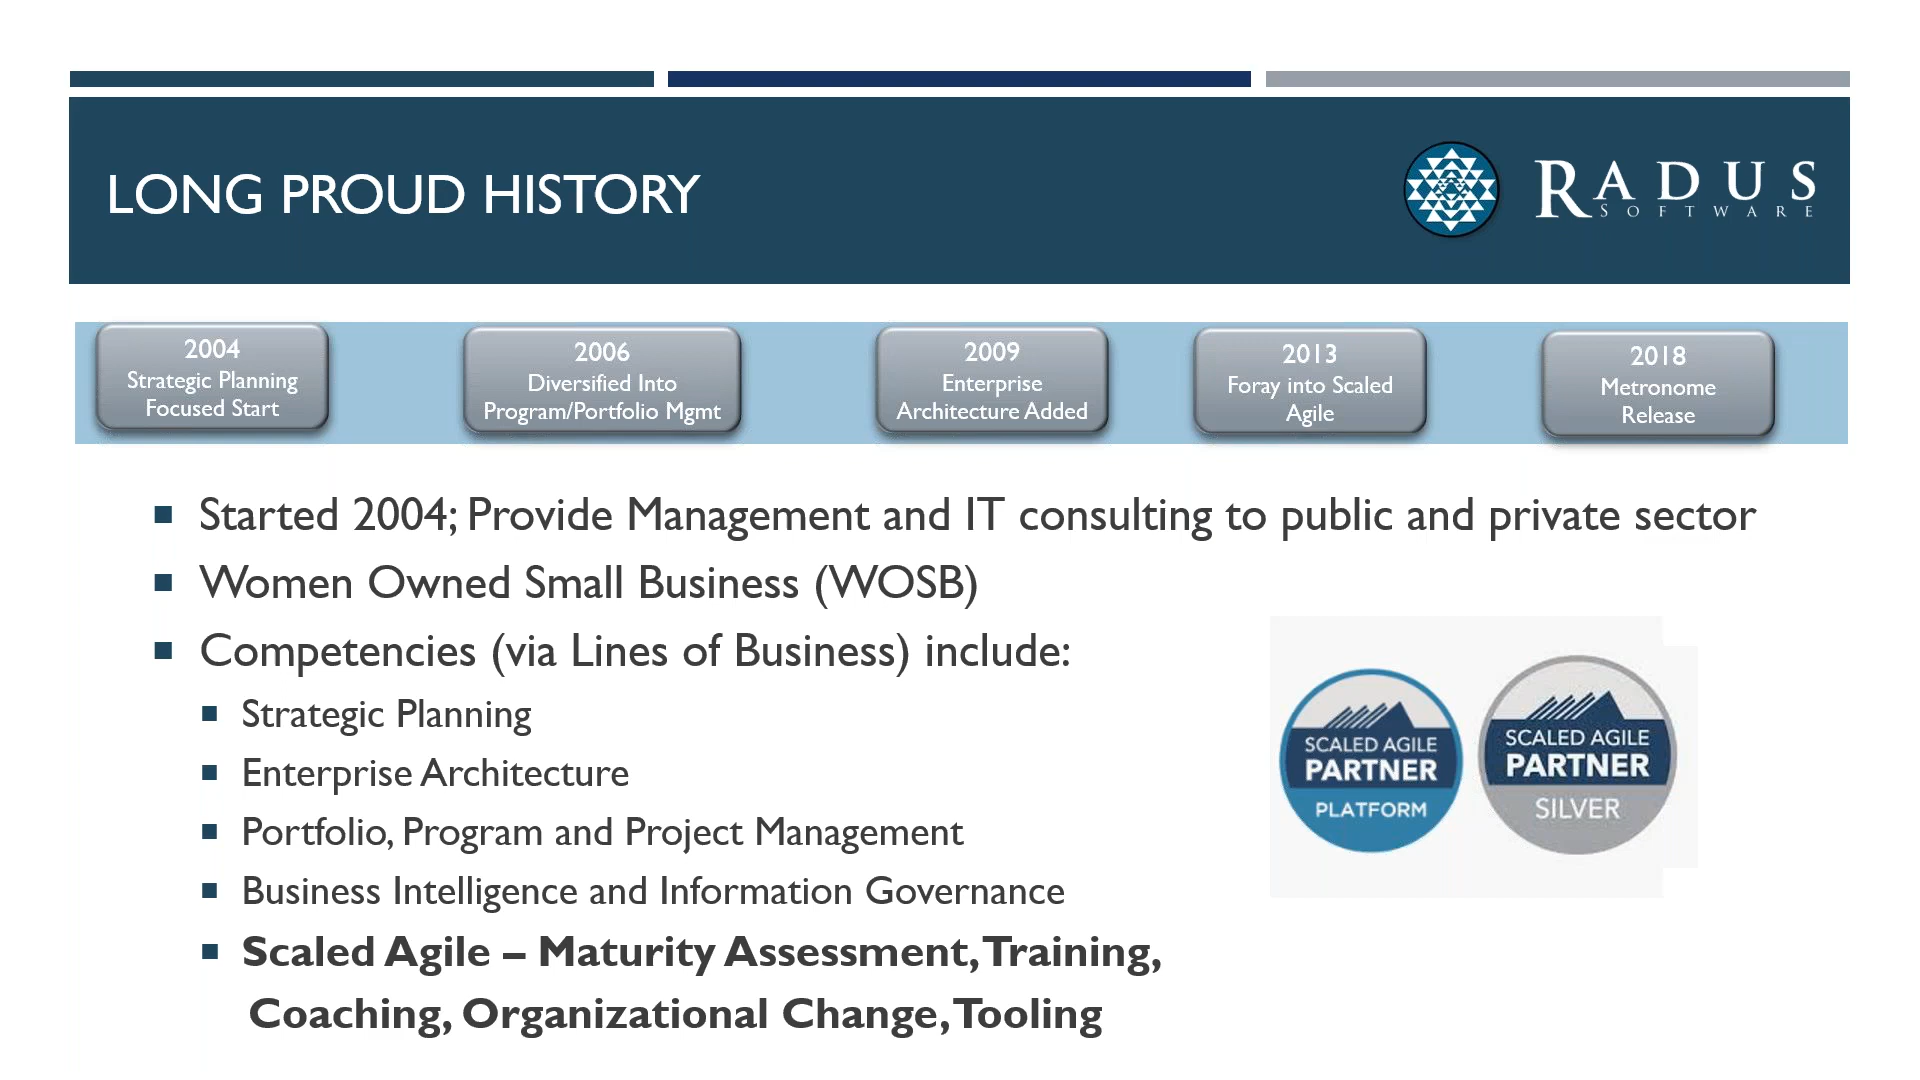 LONG PROUD HISTORY
RADUS
SOFTWARE
2004
Strategic Planning
Focused Start
2006
Diversified Into
Program/Portfolio Mgmt
2009
Enterprise
Architecture Added
2013
Foray into Scaled
Agile
2018
Metronome
Release
Started 2004; Provide Management and IT consulting to public and private sector
Women Owned Small Business (WOSB)
Competencies (via Lines of Business) include:
Strategic Planning
Enterprise Architecture
Portfolio, Program and Project Management
Business Intelligence and Information Governance
Scaled Agile – Maturity Assessment, Training,
Coaching, Organizational Change, Tooling
SCALED AGILE
PARTNER
PLATFORM
SCALED AGILE
PARTNER
SILVER